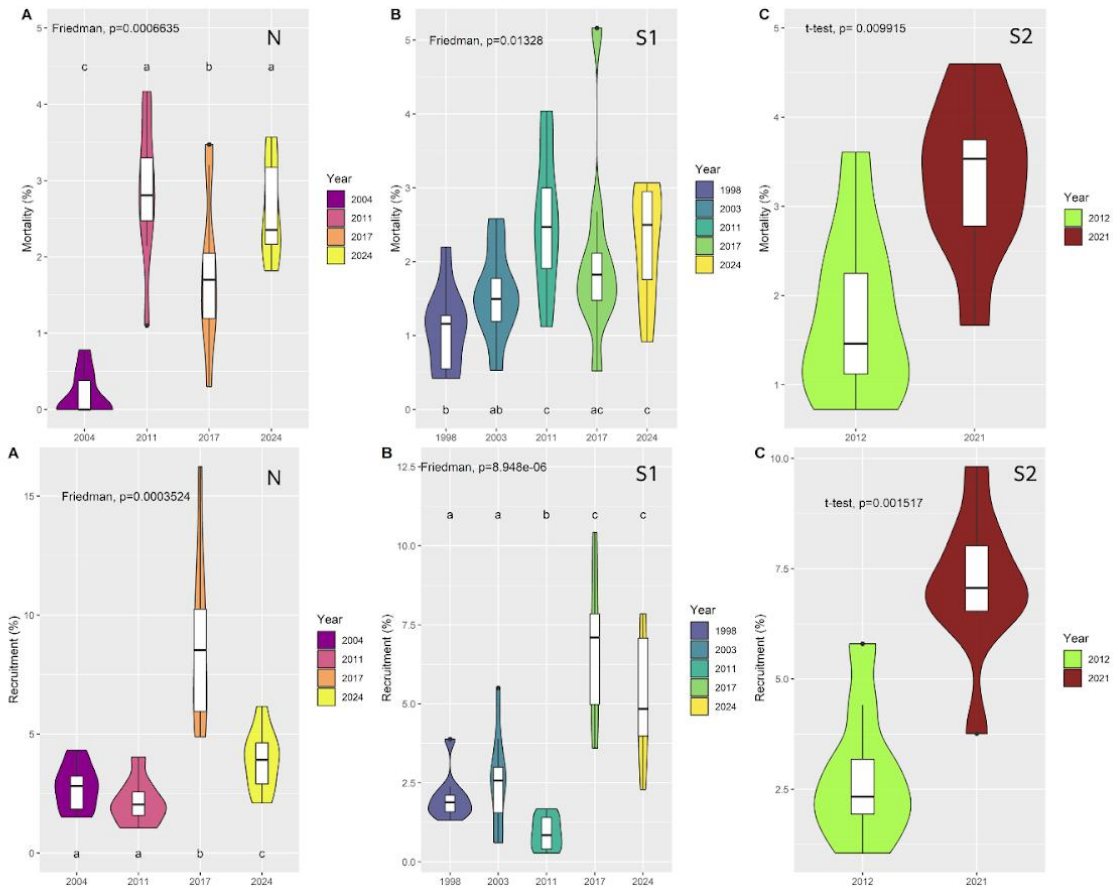 A
Friedman, p=0.0006635
N
c a b a
5
4
3
2
1
0
Mortality (%)
2004 2011 2017 2024
Year
2004
2011
2017
2024
B
Friedman, p=0.01328
S1
5
4
3
2
1
0
Mortality (%)
b ab c ac c
1998 2003 2011 2017 2024
Year
1998
2003
2011
2017
2024
C
t-test, p= 0.009915
S2
5
4
3
2
1
Mortality (%)
2012 2021
Year
2012
2021
A
N
Friedman, p=0.0003524
15
10
5
0
Recruitment (%)
a a b c
2004 2011 2017 2024
Year
2004
2011
2017
2024
B
Friedman, p=8.948e-06
S1
a a b c c
12.5
10.0
7.5
5.0
2.5
0.0
Recruitment (%)
1998 2003 2011 2017 2024
Year
1998
2003
2011
2017
2024
C
S2
t-test, p=0.001517
10.0
7.5
5.0
2.5
Recruitment (%)
2012 2021
Year
2012
2021